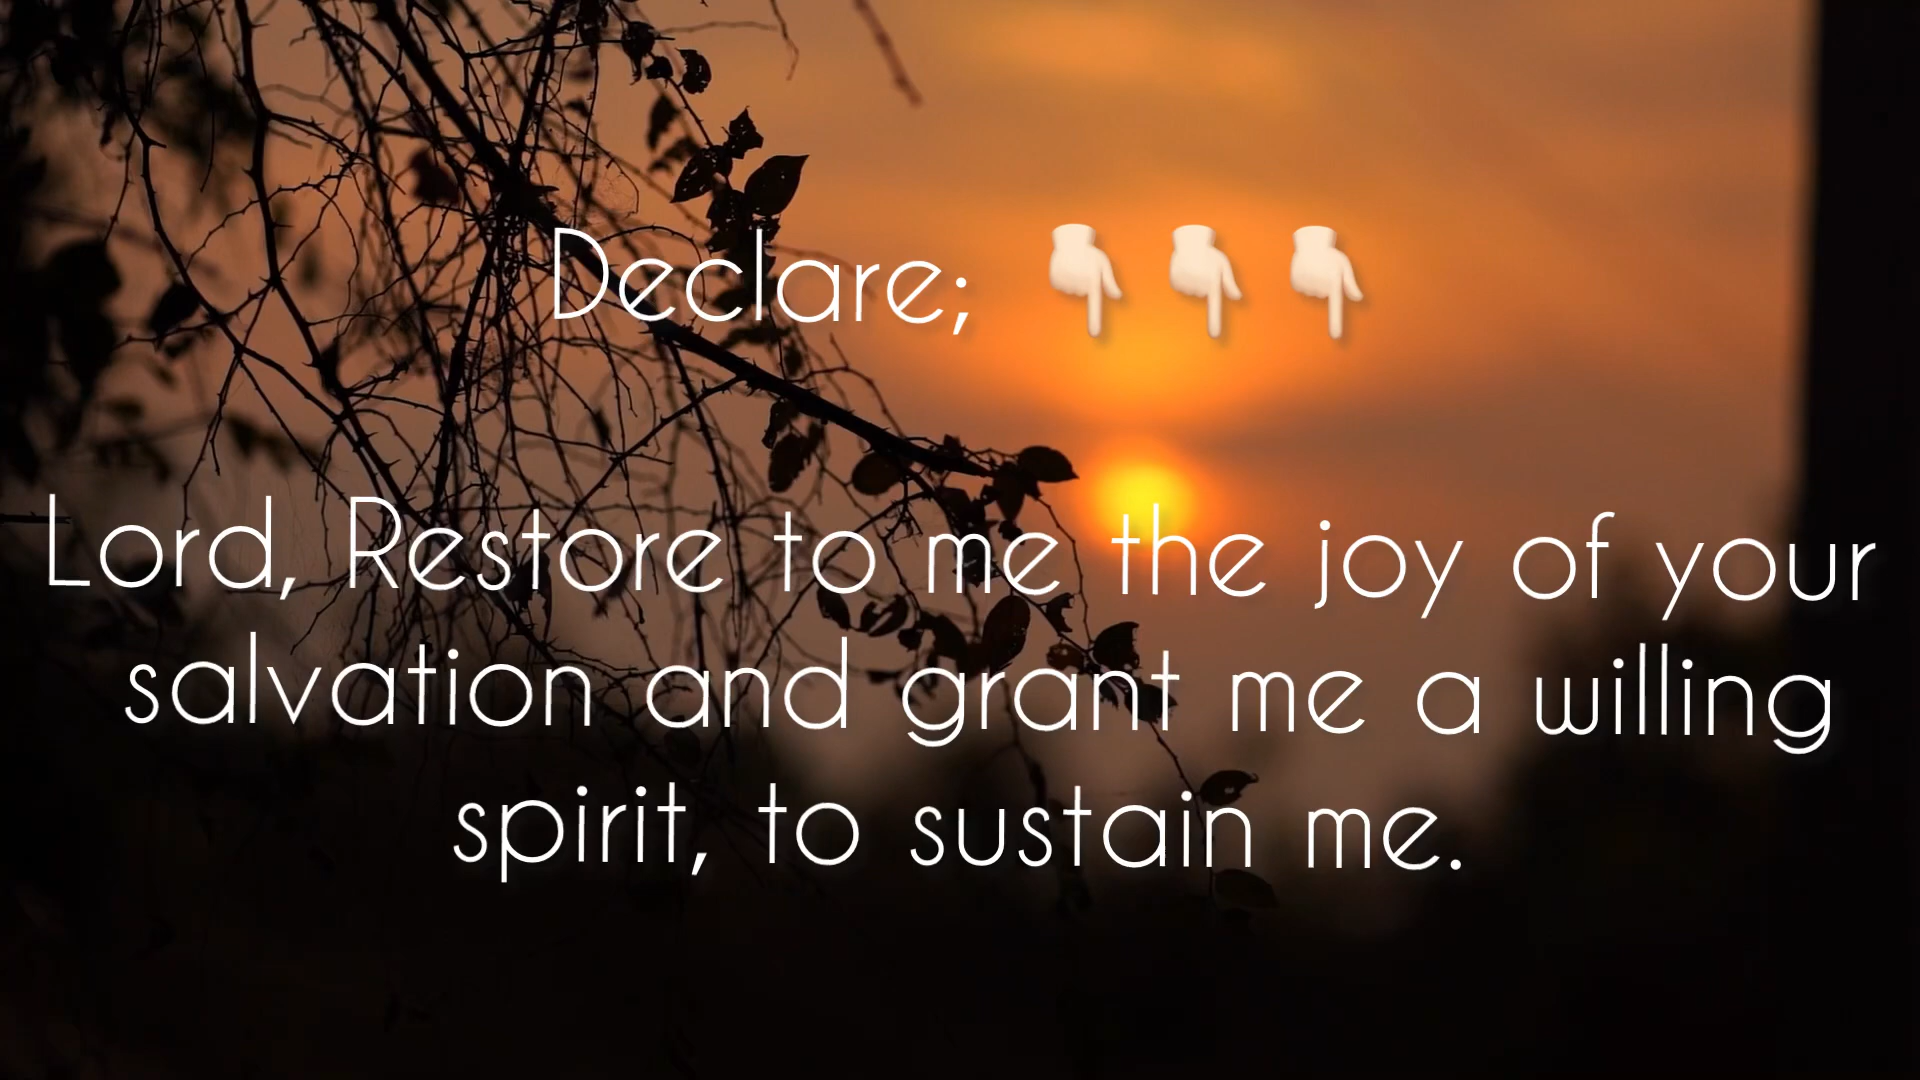 Declare; 👇🏻 👇🏻 👇🏻
Lord, Restore to me the joy of your
salvation and grant me a willing
spirit, to sustain me.